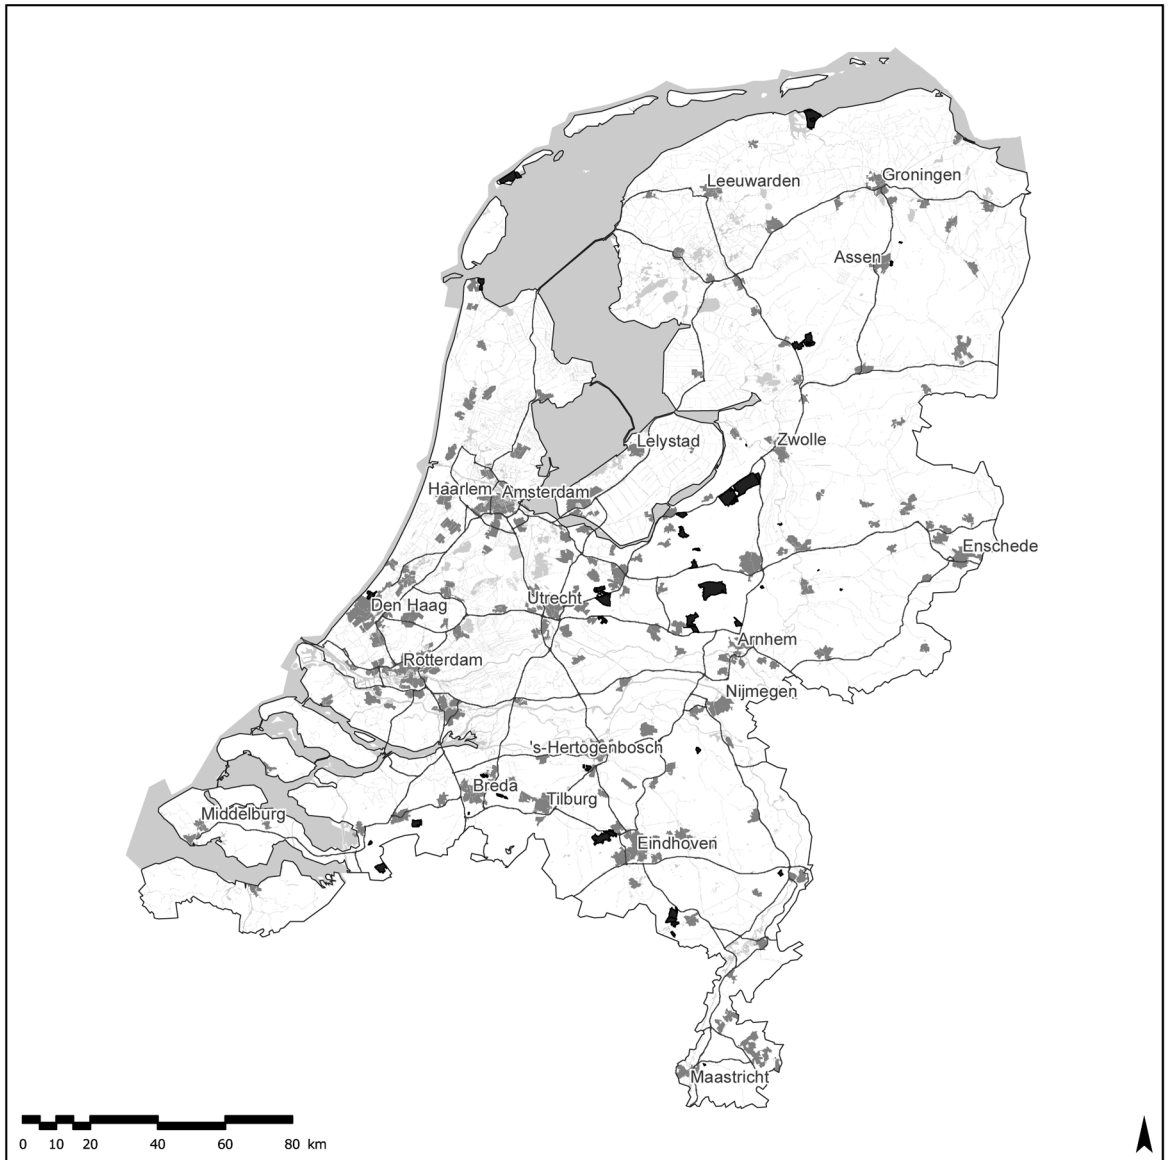 Leeuwarden
Groningen
Assen
Lelystad
Zwolle
Haarlem
Amsterdam
Enschede
Utrecht
Den Haag
Arnhem
Rotterdam
Nijmegen
's-Hertogenbosch
Breda
Tilburg
Middelburg
Eindhoven
Maastricht
0 10 20 40 60 80 km